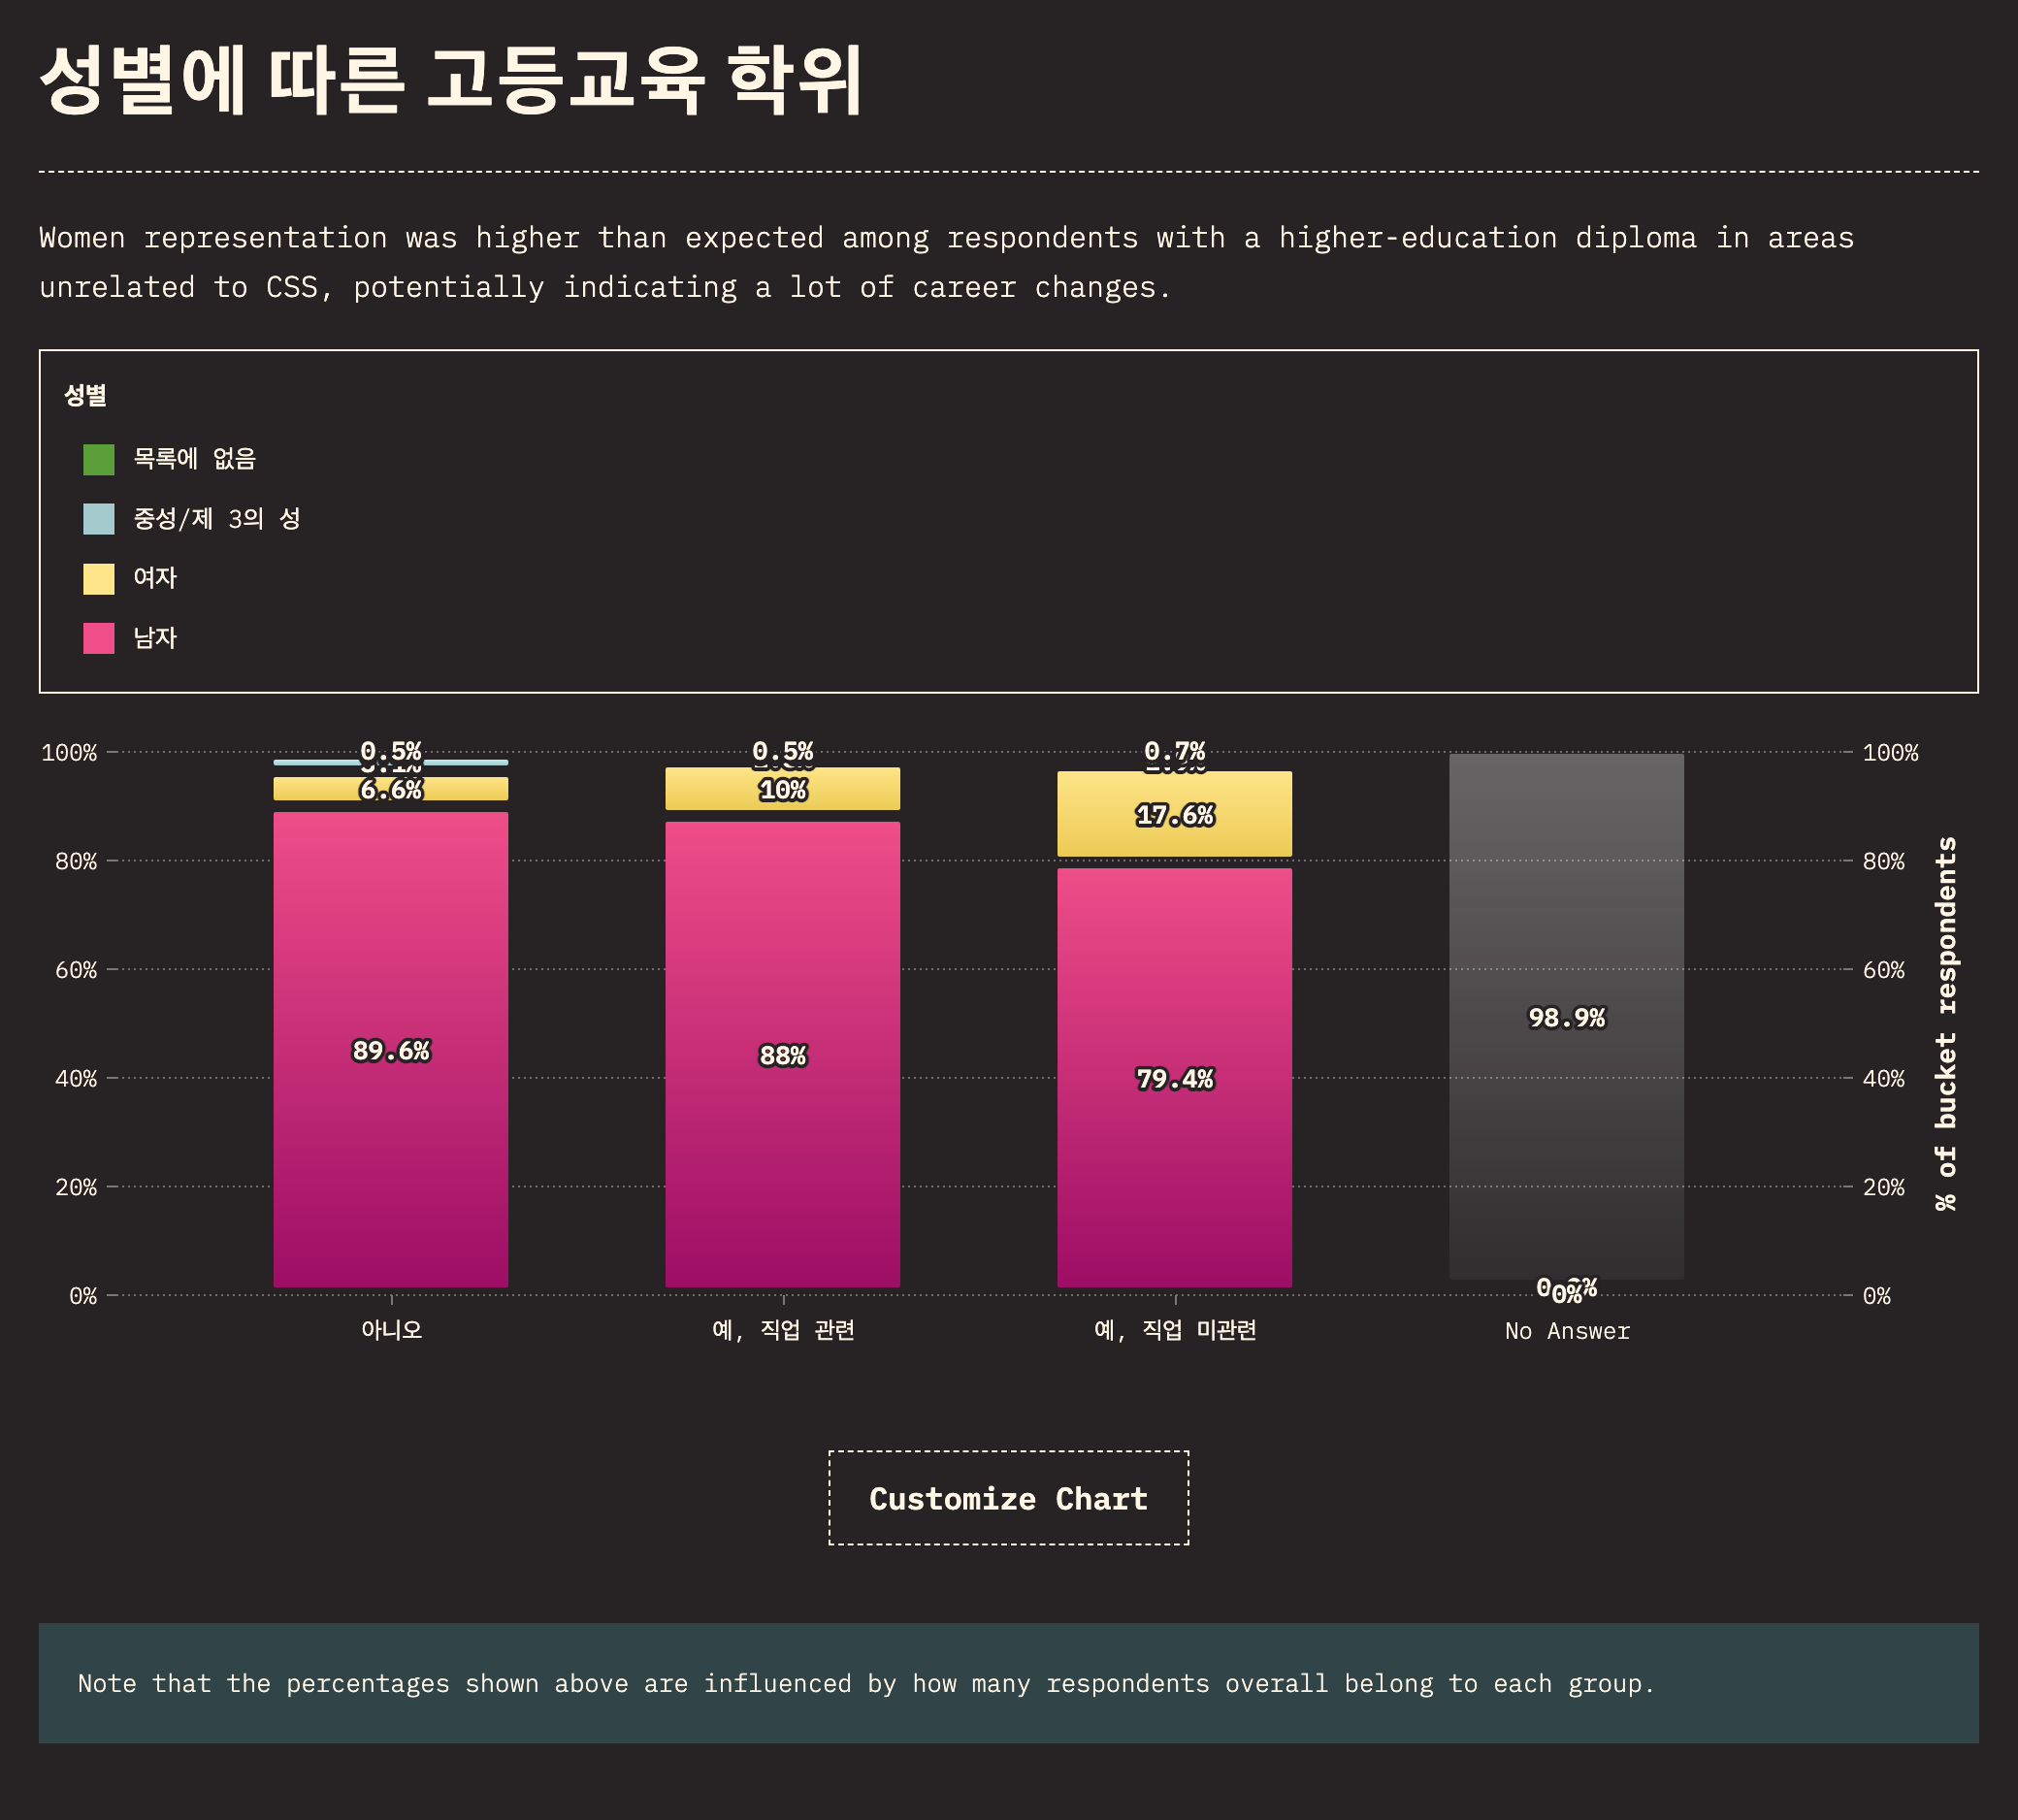 성별에 따른 고등교육 학위
Women representation was higher than expected among respondents with a higher-education diploma in areas
unrelated to CSS, potentially indicating a lot of career changes.
성별
목록에 없음
중성/제 3의 성
여자
남자
100%
80%
60%
40%
20%
0%
0.5%
6.6%
89.6%
0.5%
10%
88%
0.7%
17.6%
79.4%
98.9%
0%
아니오
예, 직업 관련
예, 직업 미관련
No Answer
100%
80%
60%
40%
20%
0%
% of bucket respondents
Customize Chart
Note that the percentages shown above are influenced by how many respondents overall belong to each group.